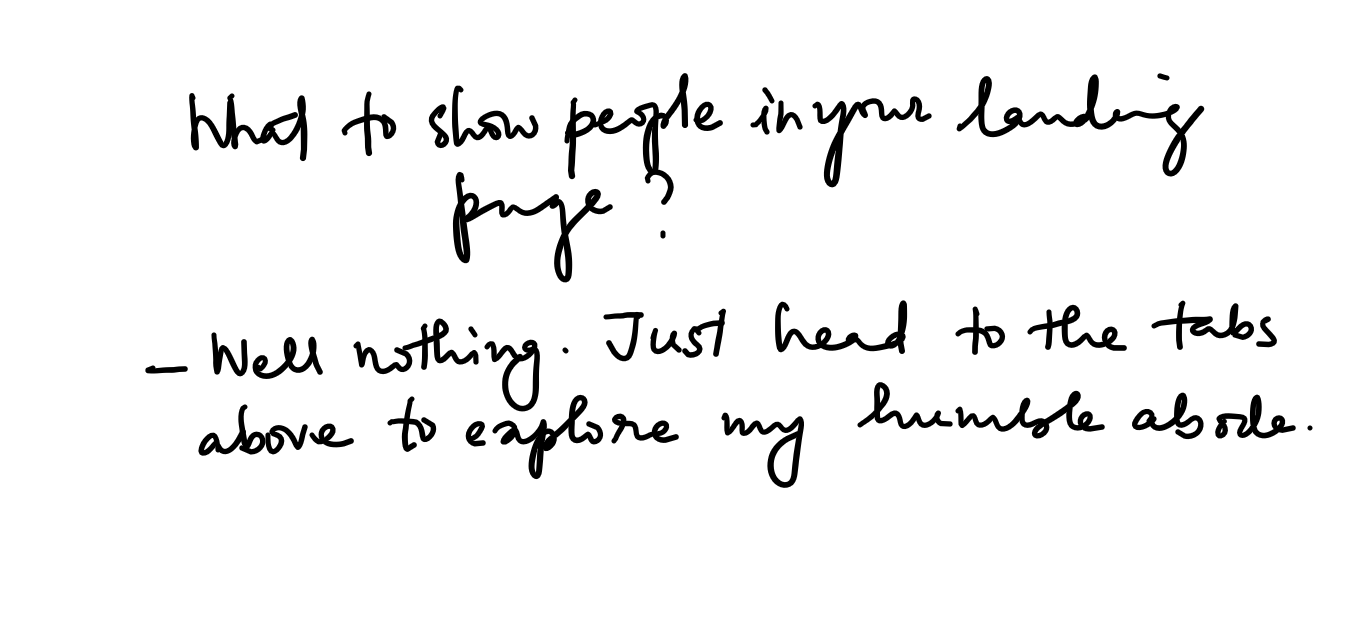 What to show people in your landing
page?
– Well nothing. Just head to the tabs
above to explore my humble abode.